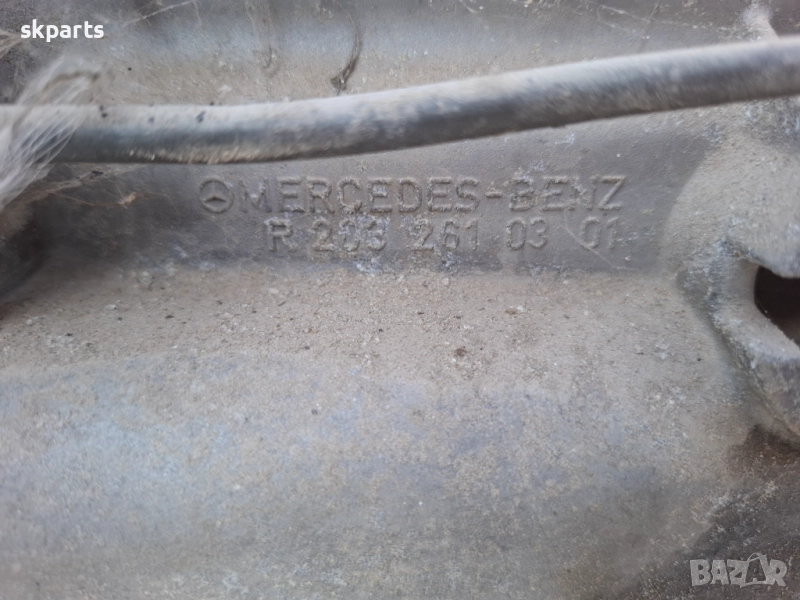 skparts
MERCEDES-BENZ
R 203 261 03 01
BAZAR